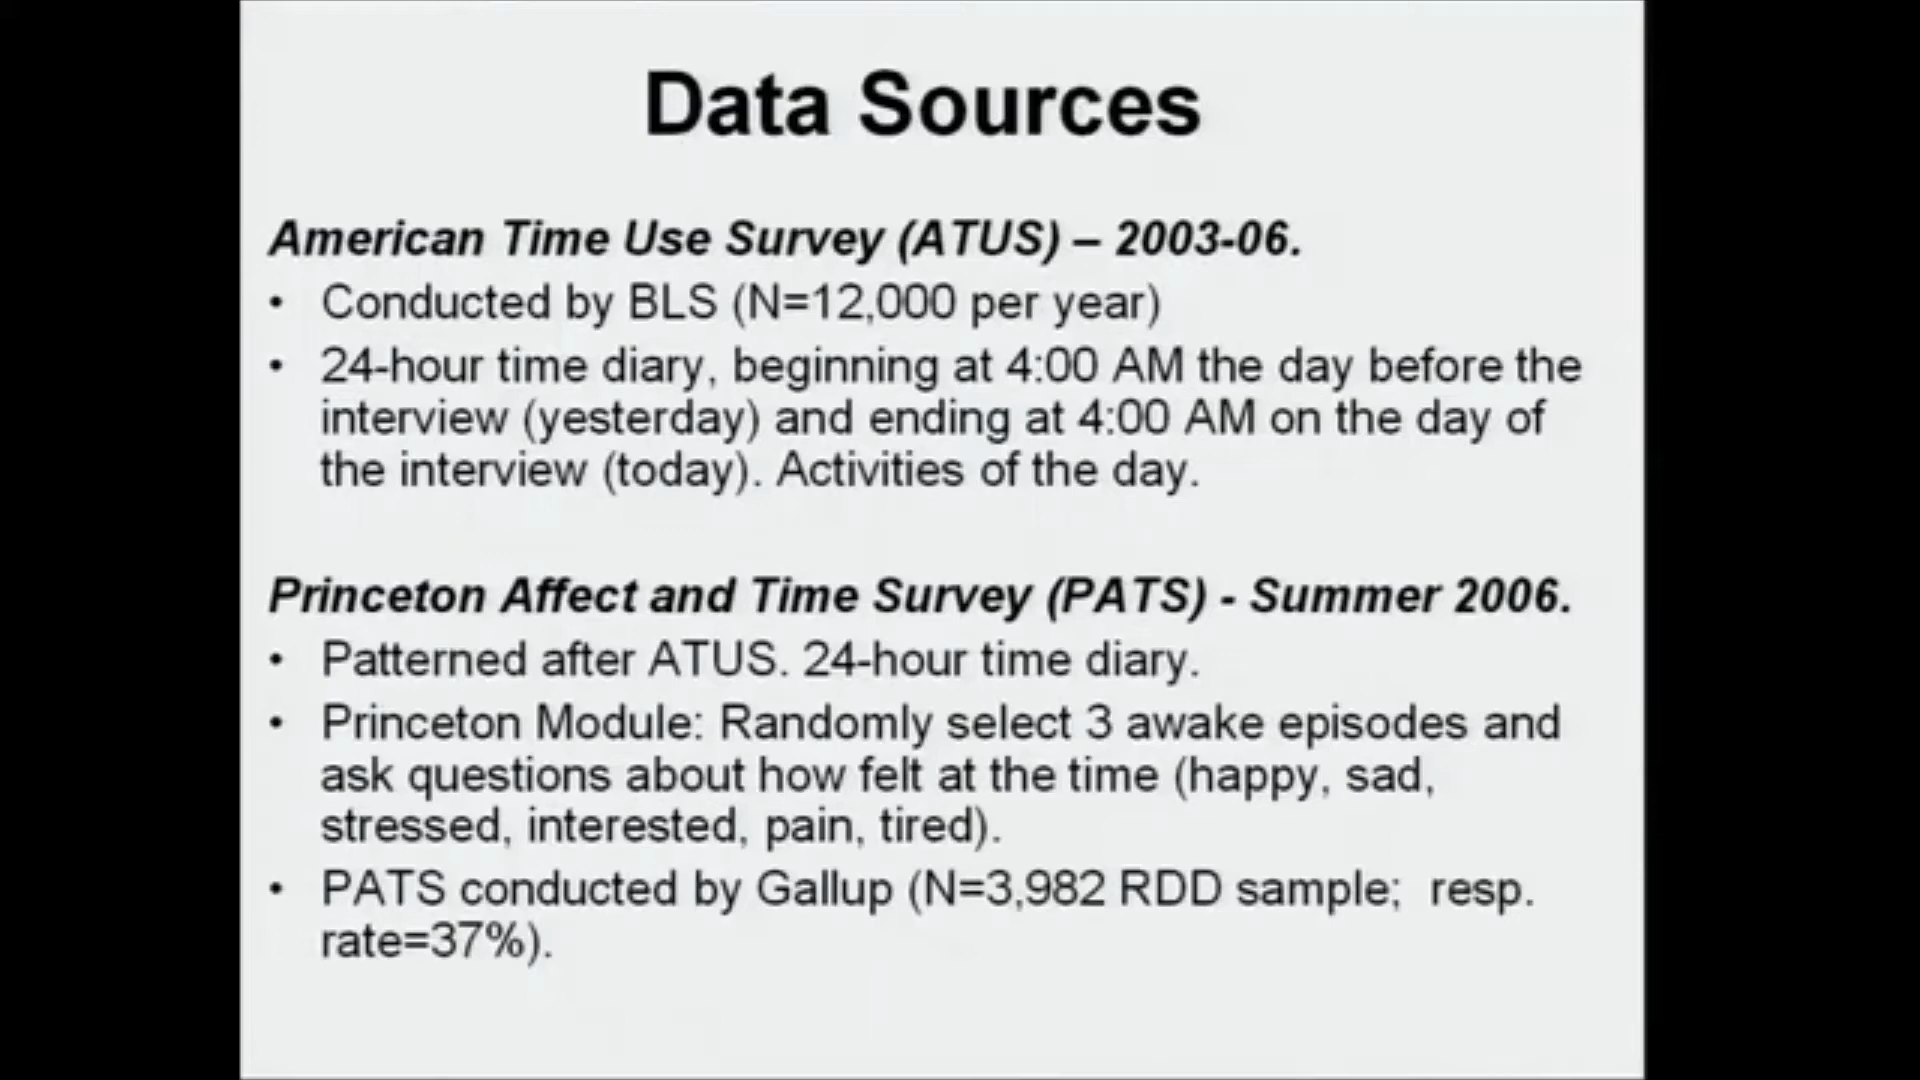 Data Sources
American Time Use Survey (ATUS) – 2003-06.
• Conducted by BLS (N=12,000 per year)
• 24-hour time diary, beginning at 4:00 AM the day before the
interview (yesterday) and ending at 4:00 AM on the day of
the interview (today). Activities of the day.
Princeton Affect and Time Survey (PATS) - Summer 2006.
• Patterned after ATUS. 24-hour time diary.
• Princeton Module: Randomly select 3 awake episodes and
ask questions about how felt at the time (happy, sad,
stressed, interested, pain, tired).
• PATS conducted by Gallup (N=3,982 RDD sample;  resp.
rate=37%).